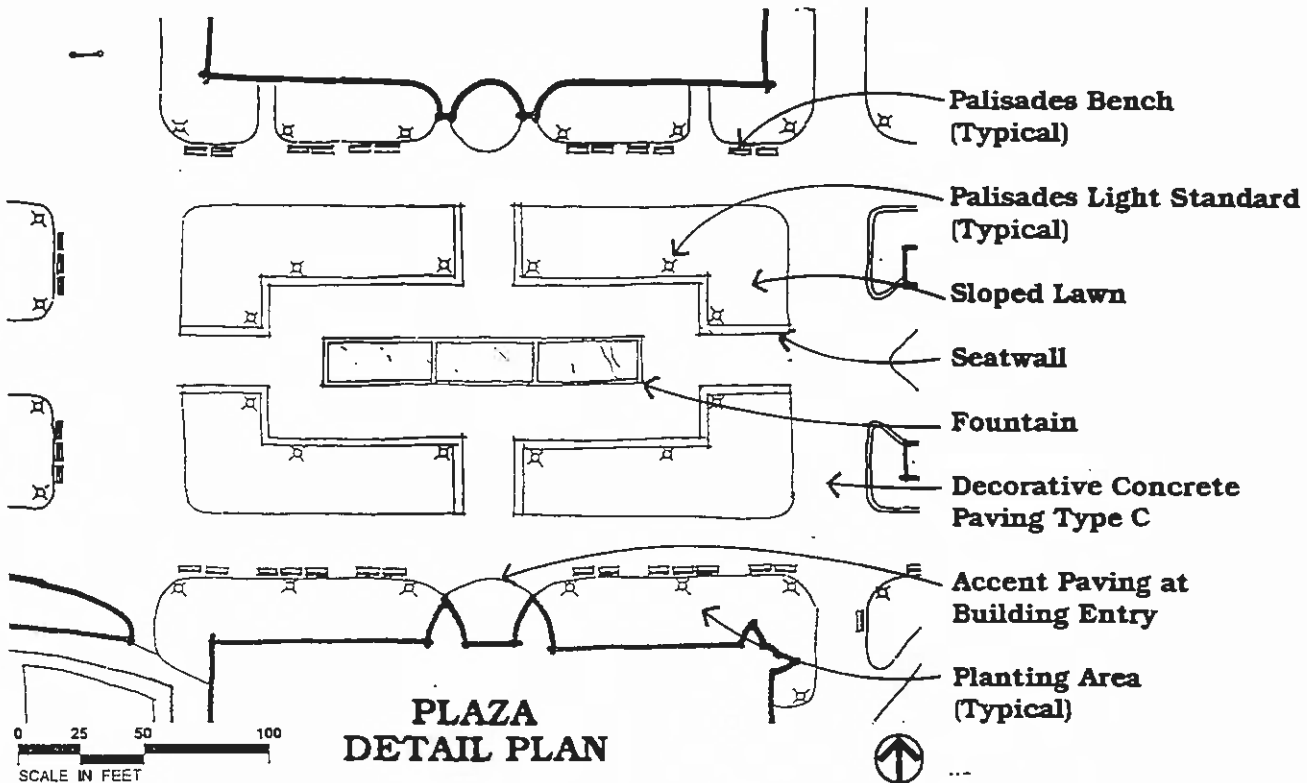 Palisades Bench
(Typical)
Palisades Light Standard
(Typical)
Sloped Lawn
Seatwall
Fountain
Decorative Concrete
Paving Type C
Accent Paving at
Building Entry
Planting Area
(Typical)
PLAZA
DETAIL PLAN
0 25 50 100
SCALE IN FEET